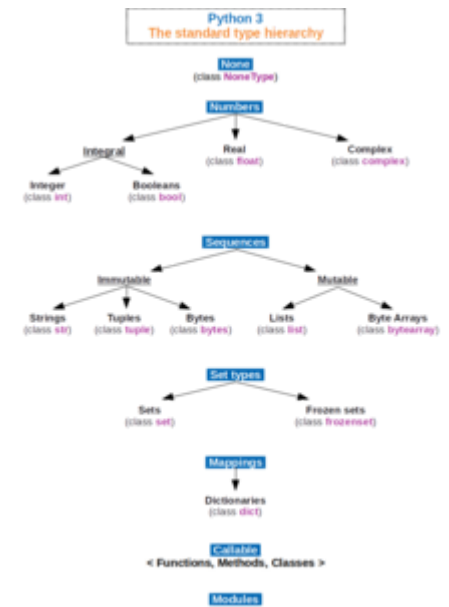 Python 3
The standard type hierarchy
None
(class NoneType)
Numbers
Integral
Real
(class float)
Complex
(class complex)
Integer
(class int)
Booleans
(class bool)
Sequences
Immutable
Mutable
Strings
(class str)
Tuples
(class tuple)
Bytes
(class bytes)
Lists
(class list)
Byte Arrays
(class bytearray)
Set types
Sets
(class set)
Frozen sets
(class frozenset)
Mappings
Dictionaries
(class dict)
Callable
< Functions, Methods, Classes >
Modules